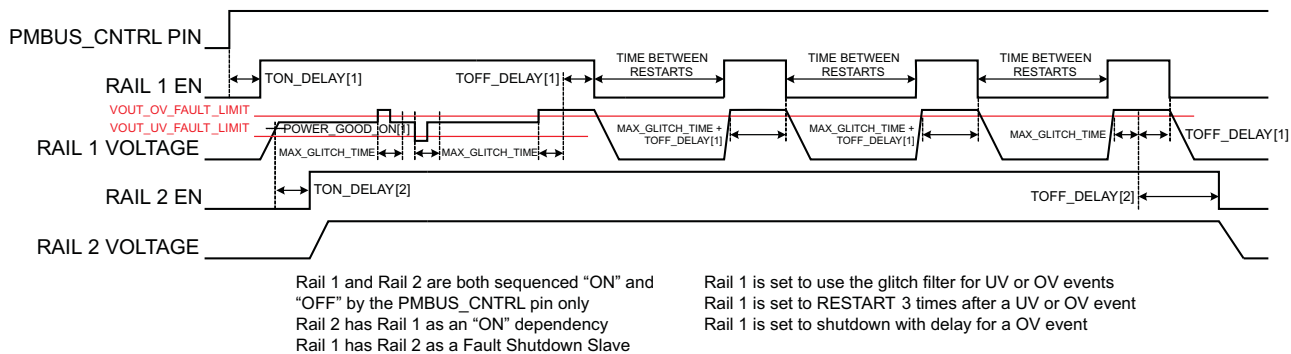 PMBUS_CNTRL PIN
RAIL 1 EN
TON_DELAY[1]
TOFF_DELAY[1]
TIME BETWEEN
RESTARTS
TIME BETWEEN
RESTARTS
TIME BETWEEN
RESTARTS
VOUT_OV_FAULT_LIMIT
VOUT_UV_FAULT_LIMIT
POWER_GOOD_ON[1]
RAIL 1 VOLTAGE
MAX_GLITCH_TIME
MAX_GLITCH_TIME
MAX_GLITCH_TIME +
TOFF_DELAY[1]
MAX_GLITCH_TIME +
TOFF_DELAY[1]
MAX_GLITCH_TIME
TOFF_DELAY[1]
RAIL 2 EN
TON_DELAY[2]
TOFF_DELAY[2]
RAIL 2 VOLTAGE
Rail 1 and Rail 2 are both sequenced “ON” and
“OFF” by the PMBUS_CNTRL pin only
Rail 2 has Rail 1 as an “ON” dependency
Rail 1 has Rail 2 as a Fault Shutdown Slave
Rail 1 is set to use the glitch filter for UV or OV events
Rail 1 is set to RESTART 3 times after a UV or OV event
Rail 1 is set to shutdown with delay for a OV event